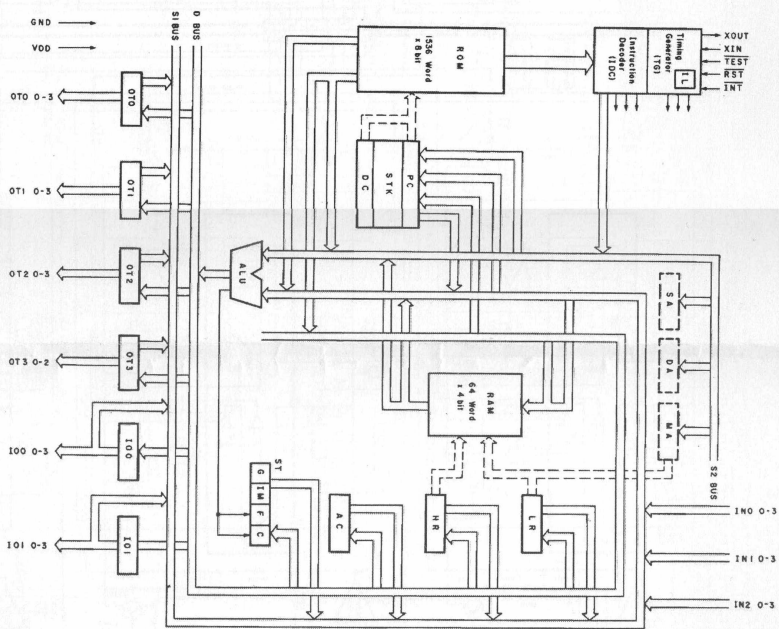 GND
VDD
S1 BUS
D BUS
ROM
1536 Word
x 8 bit
Instruction
Decoder
(IDC)
Timing
Generator
(TG)
IL
XOUT
XIN
TEST
RST
INT
OT0
OT0 0-3
OT1
OT1 0-3
OT2
OT2 0-3
OT3
OT3 0-2
IO0
IO0 0-3
IO1
IO1 0-3
PC
STK
DC
ALU
SA
DA
MA
S2 BUS
RAM
64 Word
x 4 bit
ST
G
IM
F
C
AC
HR
LR
IN0 0-3
IN1 0-3
IN2 0-3